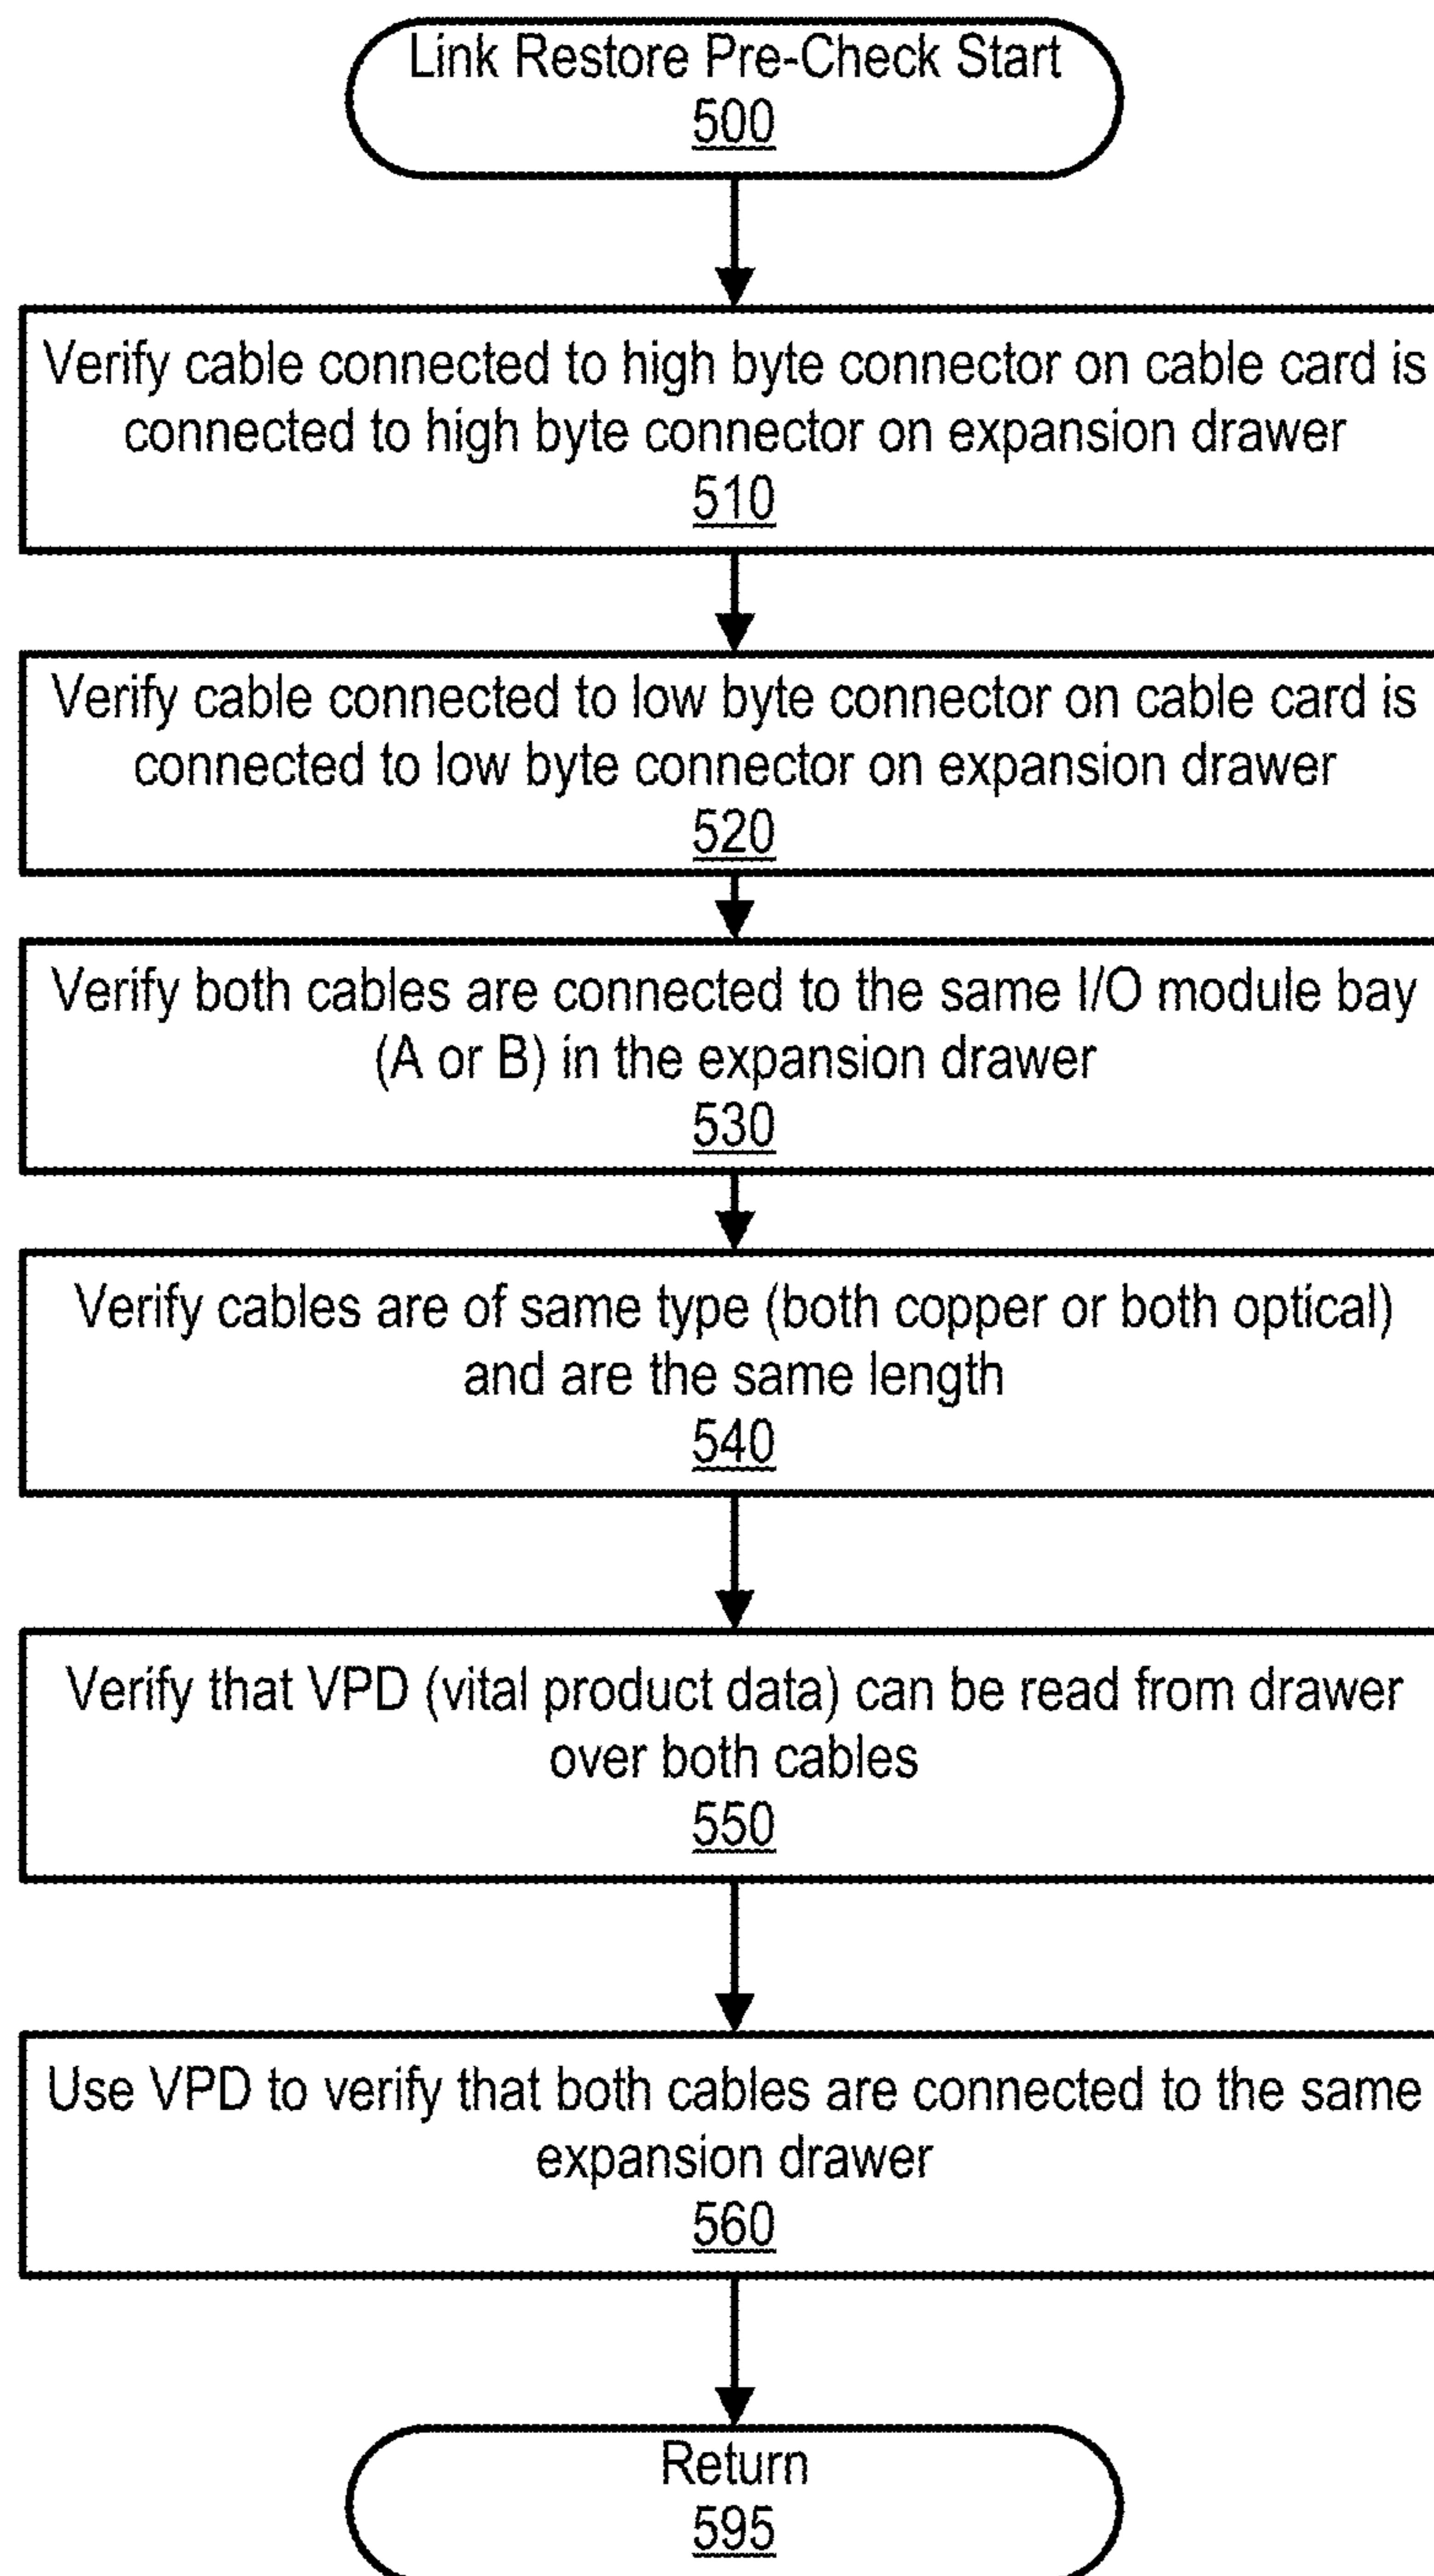 Link Restore Pre-Check Start
500
Verify cable connected to high byte connector on cable card is
connected to high byte connector on expansion drawer
510
Verify cable connected to low byte connector on cable card is
connected to low byte connector on expansion drawer
520
Verify both cables are connected to the same I/O module bay
(A or B) in the expansion drawer
530
Verify cables are of same type (both copper or both optical)
and are the same length
540
Verify that VPD (vital product data) can be read from drawer
over both cables
550
Use VPD to verify that both cables are connected to the same
expansion drawer
560
Return
595